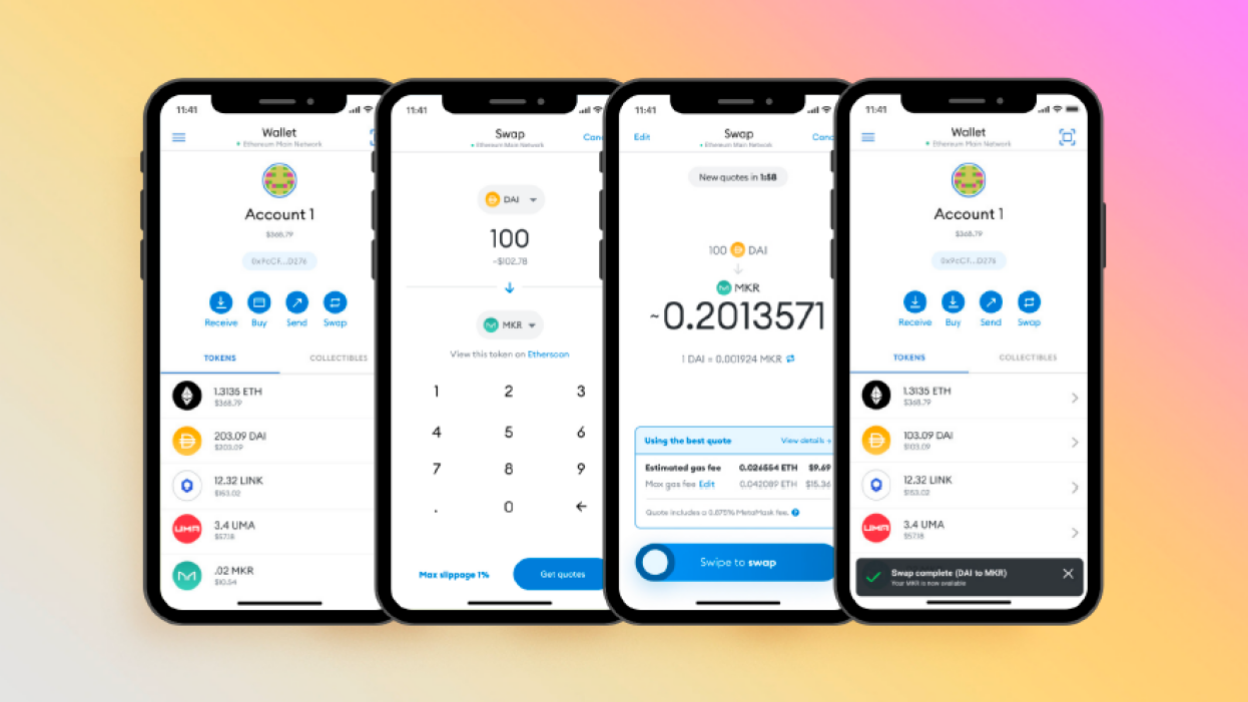 11:41
Wallet
Ethereum Main Network
Account 1
$368.79
0x9cCF...D276
Receive Buy Send Swap
TOKENS COLLECTIBLES
1.3135 ETH
$368.79
203.09 DAI
$203.09
12.32 LINK
$163.02
UMA
3.4 UMA
$57.18
.02 MKR
$10.54
11:41
Swap Canc
Ethereum Main Network
DAI
100
~$102.78
MKR
View this token on Etherscan
1 2 3
4 5 6
7 8 9
. 0
Max slippage 1% Get quotes
11:41
Edit Swap Canc
Ethereum Main Network
New quotes in 1:58
100 DAI
MKR
~0.2013571
1 DAI = 0.001924 MKR
Using the best quote View details
Estimated gas fee 0.026554 ETH $9.69
Max gas fee Edit 0.042089 ETH $15.36
Quote includes a 0.875% MetaMask fee.
Swipe to swap
11:41
Wallet
Ethereum Main Network
Account 1
$368.79
0x9cCF...D276
Receive Buy Send Swap
TOKENS COLLECTIBLES
1.3135 ETH
$368.79
103.09 DAI
$103.09
12.32 LINK
$163.02
UMA
3.4 UMA
$57.18
Swap complete (DAI to MKR)
Your MKR is now available